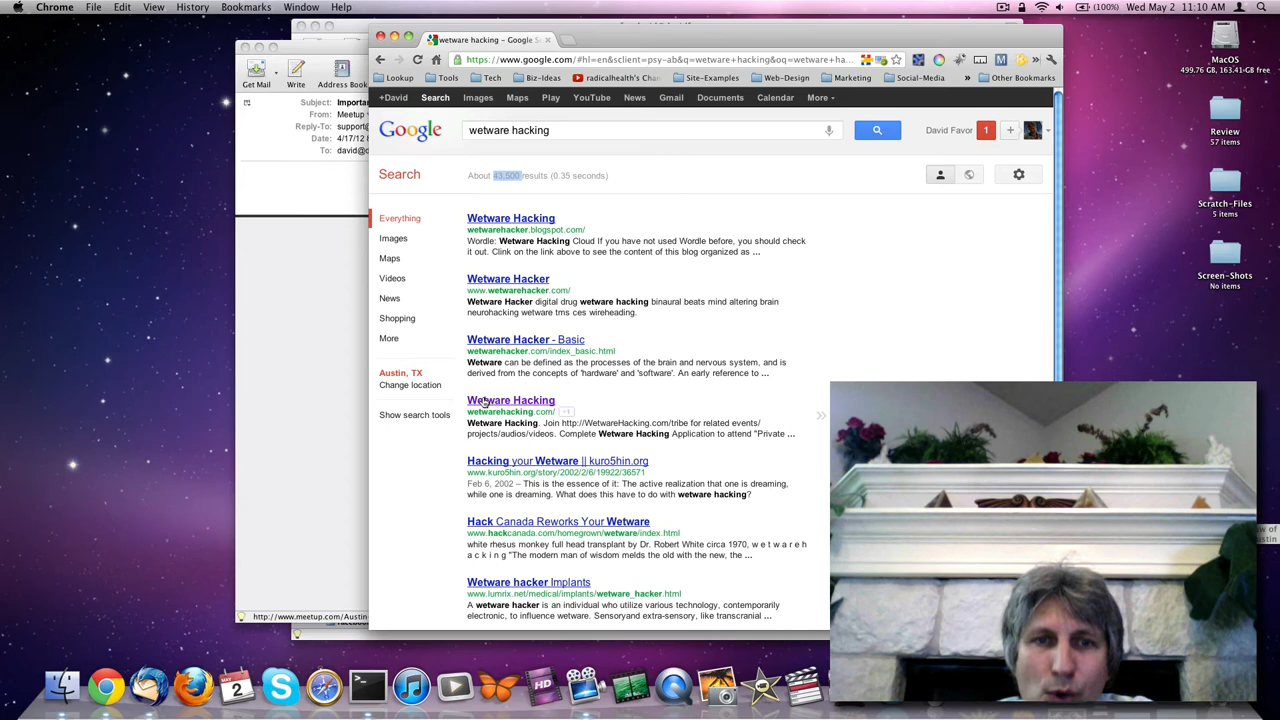 Chrome File Edit View History Bookmarks Window Help
(100%) Wed May 2 11:10 AM
wetware hacking - Google Se
https://www.google.com/#hl=en&sclient=psy-ab&q=wetware+hacking&oq=wetware+ha...
Lookup Tools Tech Biz-Ideas radicalhealth's Chann Site-Examples Web-Design Marketing Social-Media » Other Bookmarks
+David Search Images Maps Play YouTube News Gmail Documents Calendar More
Google
wetware hacking
David Favor 1 +
Search
About 43,500 results (0.35 seconds)
Everything
Images
Maps
Videos
News
Shopping
More
Austin, TX
Change location
Show search tools
Wetware Hacking
wetwarehacker.blogspot.com/
Wordle: Wetware Hacking Cloud If you have not used Wordle before, you should check
it out. Click on the link above to see the content of this blog organized as ...
Wetware Hacker
www.wetwarehacker.com/
Wetware Hacker digital drug wetware hacking binaural beats mind altering brain
neurohacking wetware tms ces wireheading.
Wetware Hacker - Basic
wetwarehacker.com/index_basic.html
Wetware can be defined as the processes of the brain and nervous system, and is
derived from the concepts of 'hardware' and 'software'. An early reference to ...
Wetware Hacking
wetwarehacking.com/ +1
Wetware Hacking. Join http://WetwareHacking.com/tribe for related events/
projects/audios/videos. Complete Wetware Hacking Application to attend "Private ...
Hacking your Wetware || kuro5hin.org
www.kuro5hin.org/story/2002/2/6/19922/36571
Feb 6, 2002 – This is the essence of it: The active realization that one is dreaming,
while one is dreaming. What does this have to do with wetware hacking?
Hack Canada Reworks Your Wetware
www.hackcanada.com/homegrown/wetware/index.html
white rhesus monkey full head transplant by Dr. Robert White circa 1970, w e t w a r e h
a c k i n g "The modern man of wisdom melds the old with the new, the ...
Wetware hacker Implants
www.lumrix.net/medical/implants/wetware_hacker.html
A wetware hacker is an individual who utilize various technology, contemporarily
electronic, to influence wetware. Sensoryand extra-sensory, like transcranial ...
Get Mail Write Address Book
Subject: Important
From: Meetup
Reply-To: support@
Date: 4/17/12
To: david@d
http://www.meetup.com/Austin
MacOS
499.76 GB, 163.41 GB free
Review
57 items
Scratch-Files
5 items
Screen-Shots
No items
MAY
2
HD